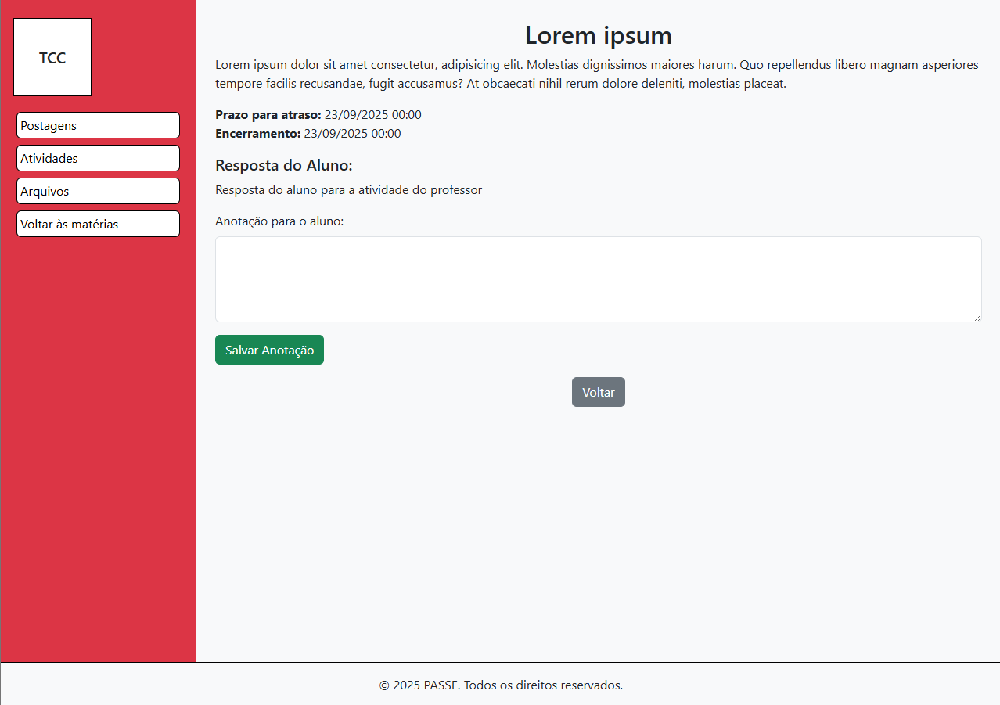 TCC
Postagens
Atividades
Arquivos
Voltar às matérias
Lorem ipsum
Lorem ipsum dolor sit amet consectetur, adipisicing elit. Molestias dignissimos maiores harum. Quo repellendus libero magnam asperiores
tempore facilis recusandae, fugit accusamus? At obcaecati nihil rerum dolore deleniti, molestias placeat.
Prazo para atraso: 23/09/2025 00:00
Encerramento: 23/09/2025 00:00
Resposta do Aluno:
Resposta do aluno para a atividade do professor
Anotação para o aluno:
Salvar Anotação
Voltar
© 2025 PASSE. Todos os direitos reservados.